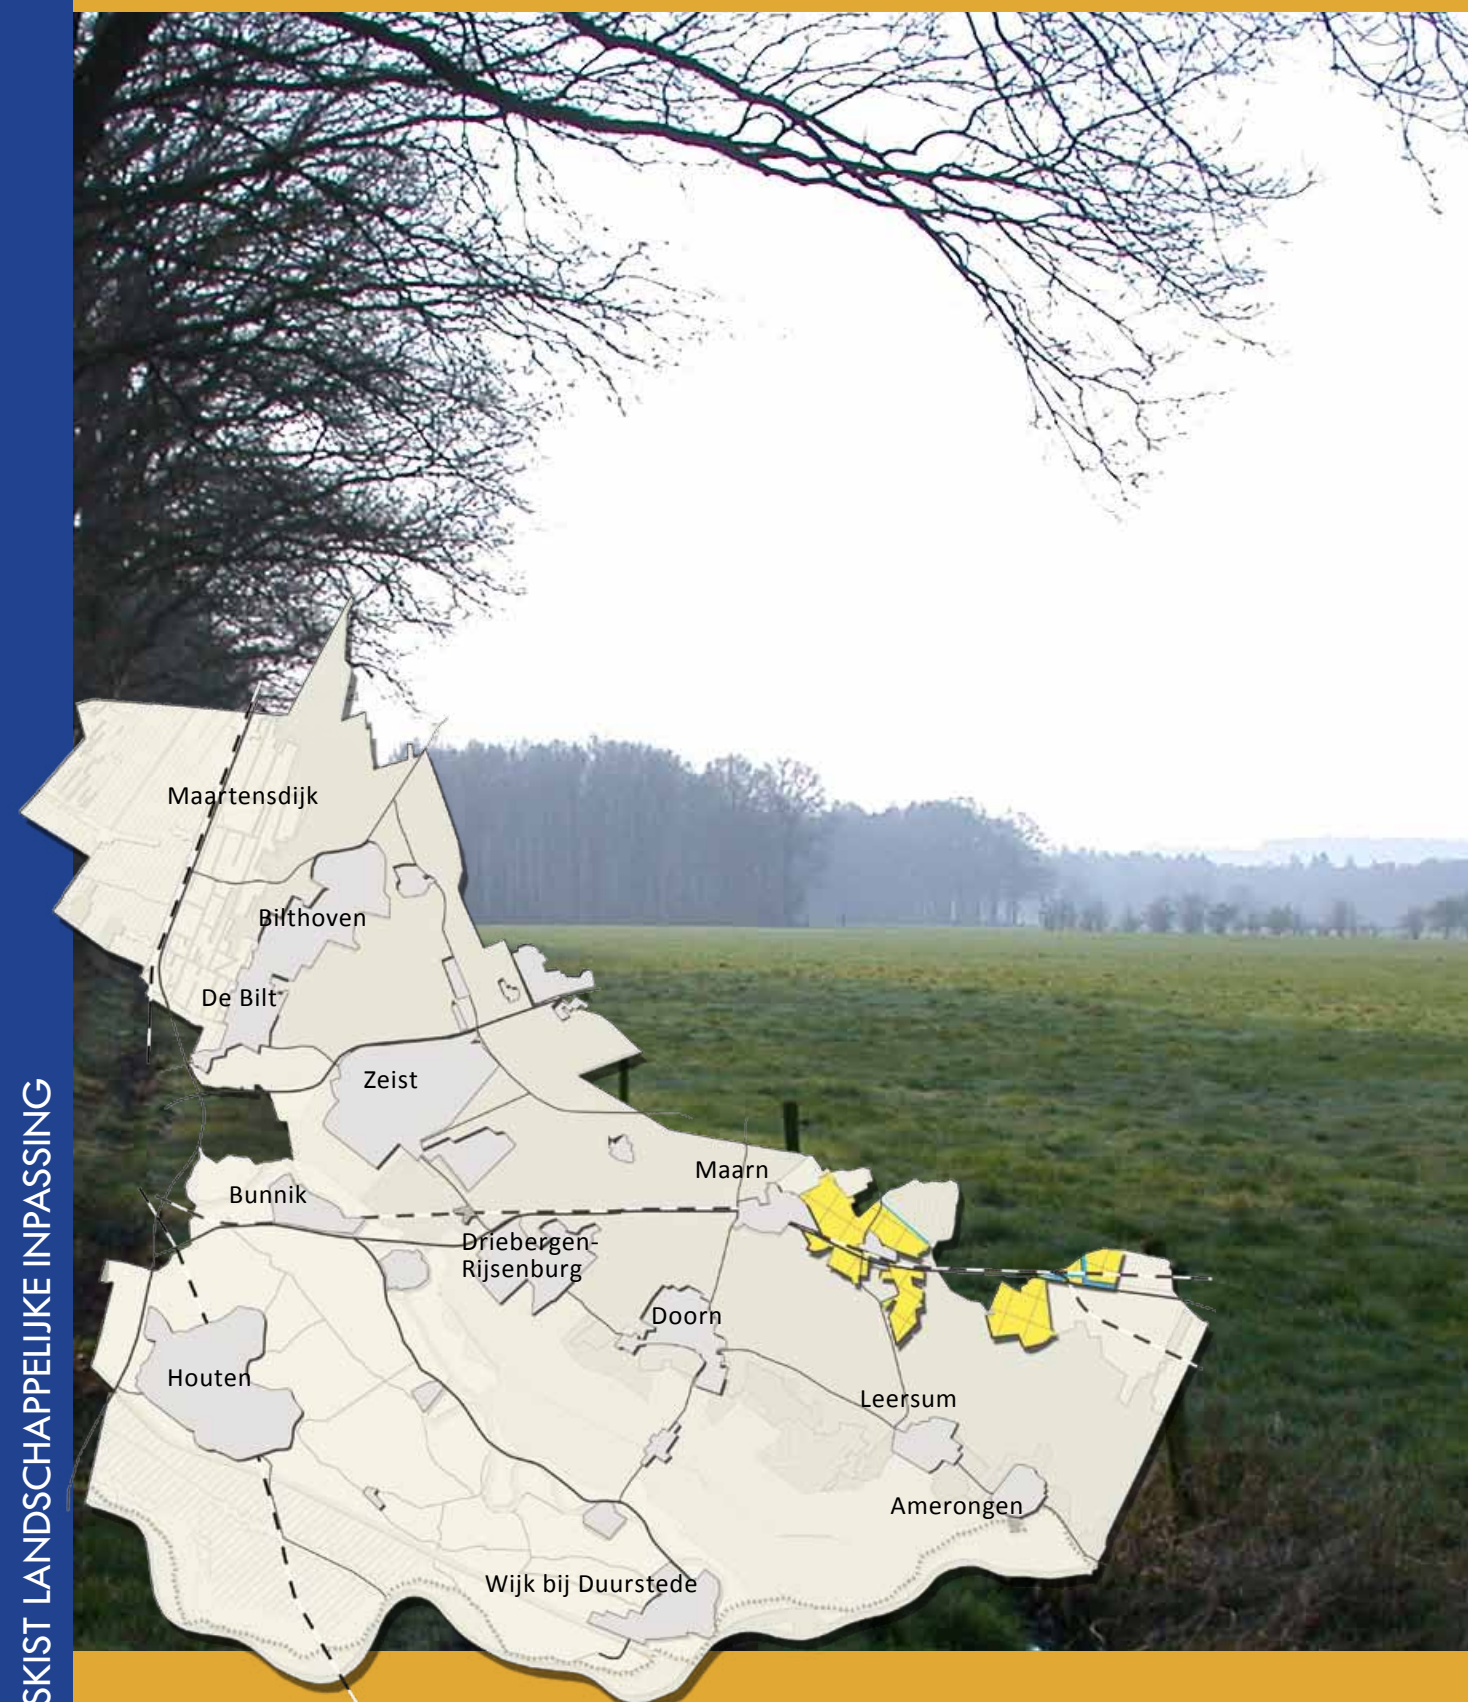 SKIST LANDSCHAPPELIJKE INPASSING
Maartensdijk
Bilthoven
De Bilt
Zeist
Maarn
Bunnik
Driebergen-
Rijsenburg
Doorn
Houten
Leersum
Amerongen
Wijk bij Duurstede